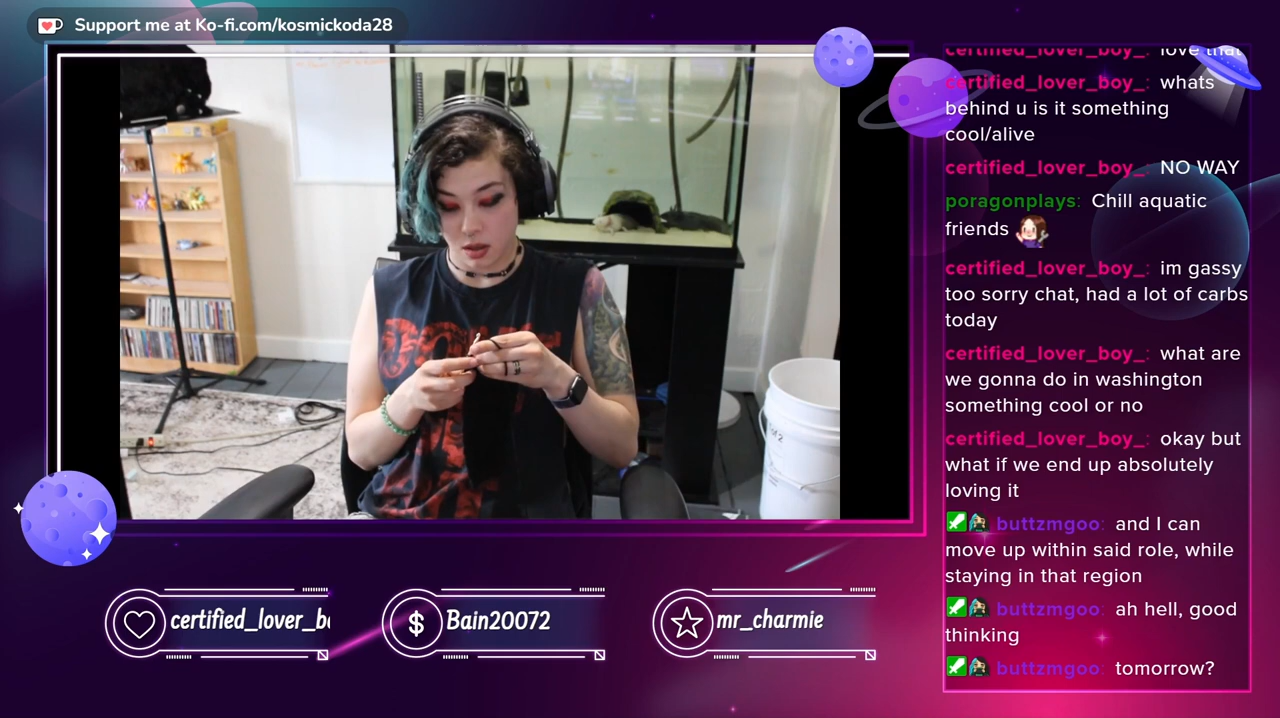 Support me at Ko-fi.com/kosmickoda28
certified_lover_boy_: love that
certified_lover_boy_: whats
behind u is it something
cool/alive
certified_lover_boy_: NO WAY
poragonplays: Chill aquatic
friends
certified_lover_boy_: im gassy
too sorry chat, had a lot of carbs
today
certified_lover_boy_: what are
we gonna do in washington
something cool or no
certified_lover_boy_: okay but
what if we end up absolutely
loving it
buttzmgoo: and I can
move up within said role, while
staying in that region
buttzmgoo: ah hell, good
thinking
buttzmgoo: tomorrow?
certified_lover_b
$ Bain20072
mr_charmie